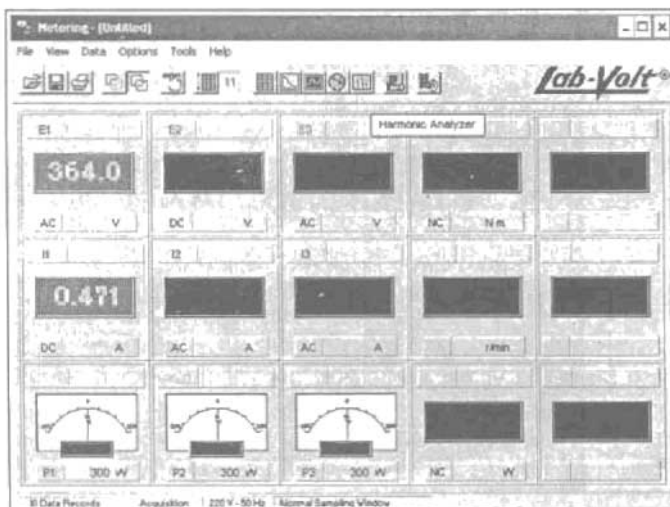 Metering - (Untitled)
File View Data Options Tools Help
Lab-Volt®
Harmonic Analyzer
E1 E2 E3
364.0
AC V DC V AC V NC N·m
I1 I2 I3
0.471
DC A AC A AC A r/min
P1 300 W P2 300 W P3 300 W NC W
Data Records Acquisition 220 V - 50 Hz Normal Sampling Window